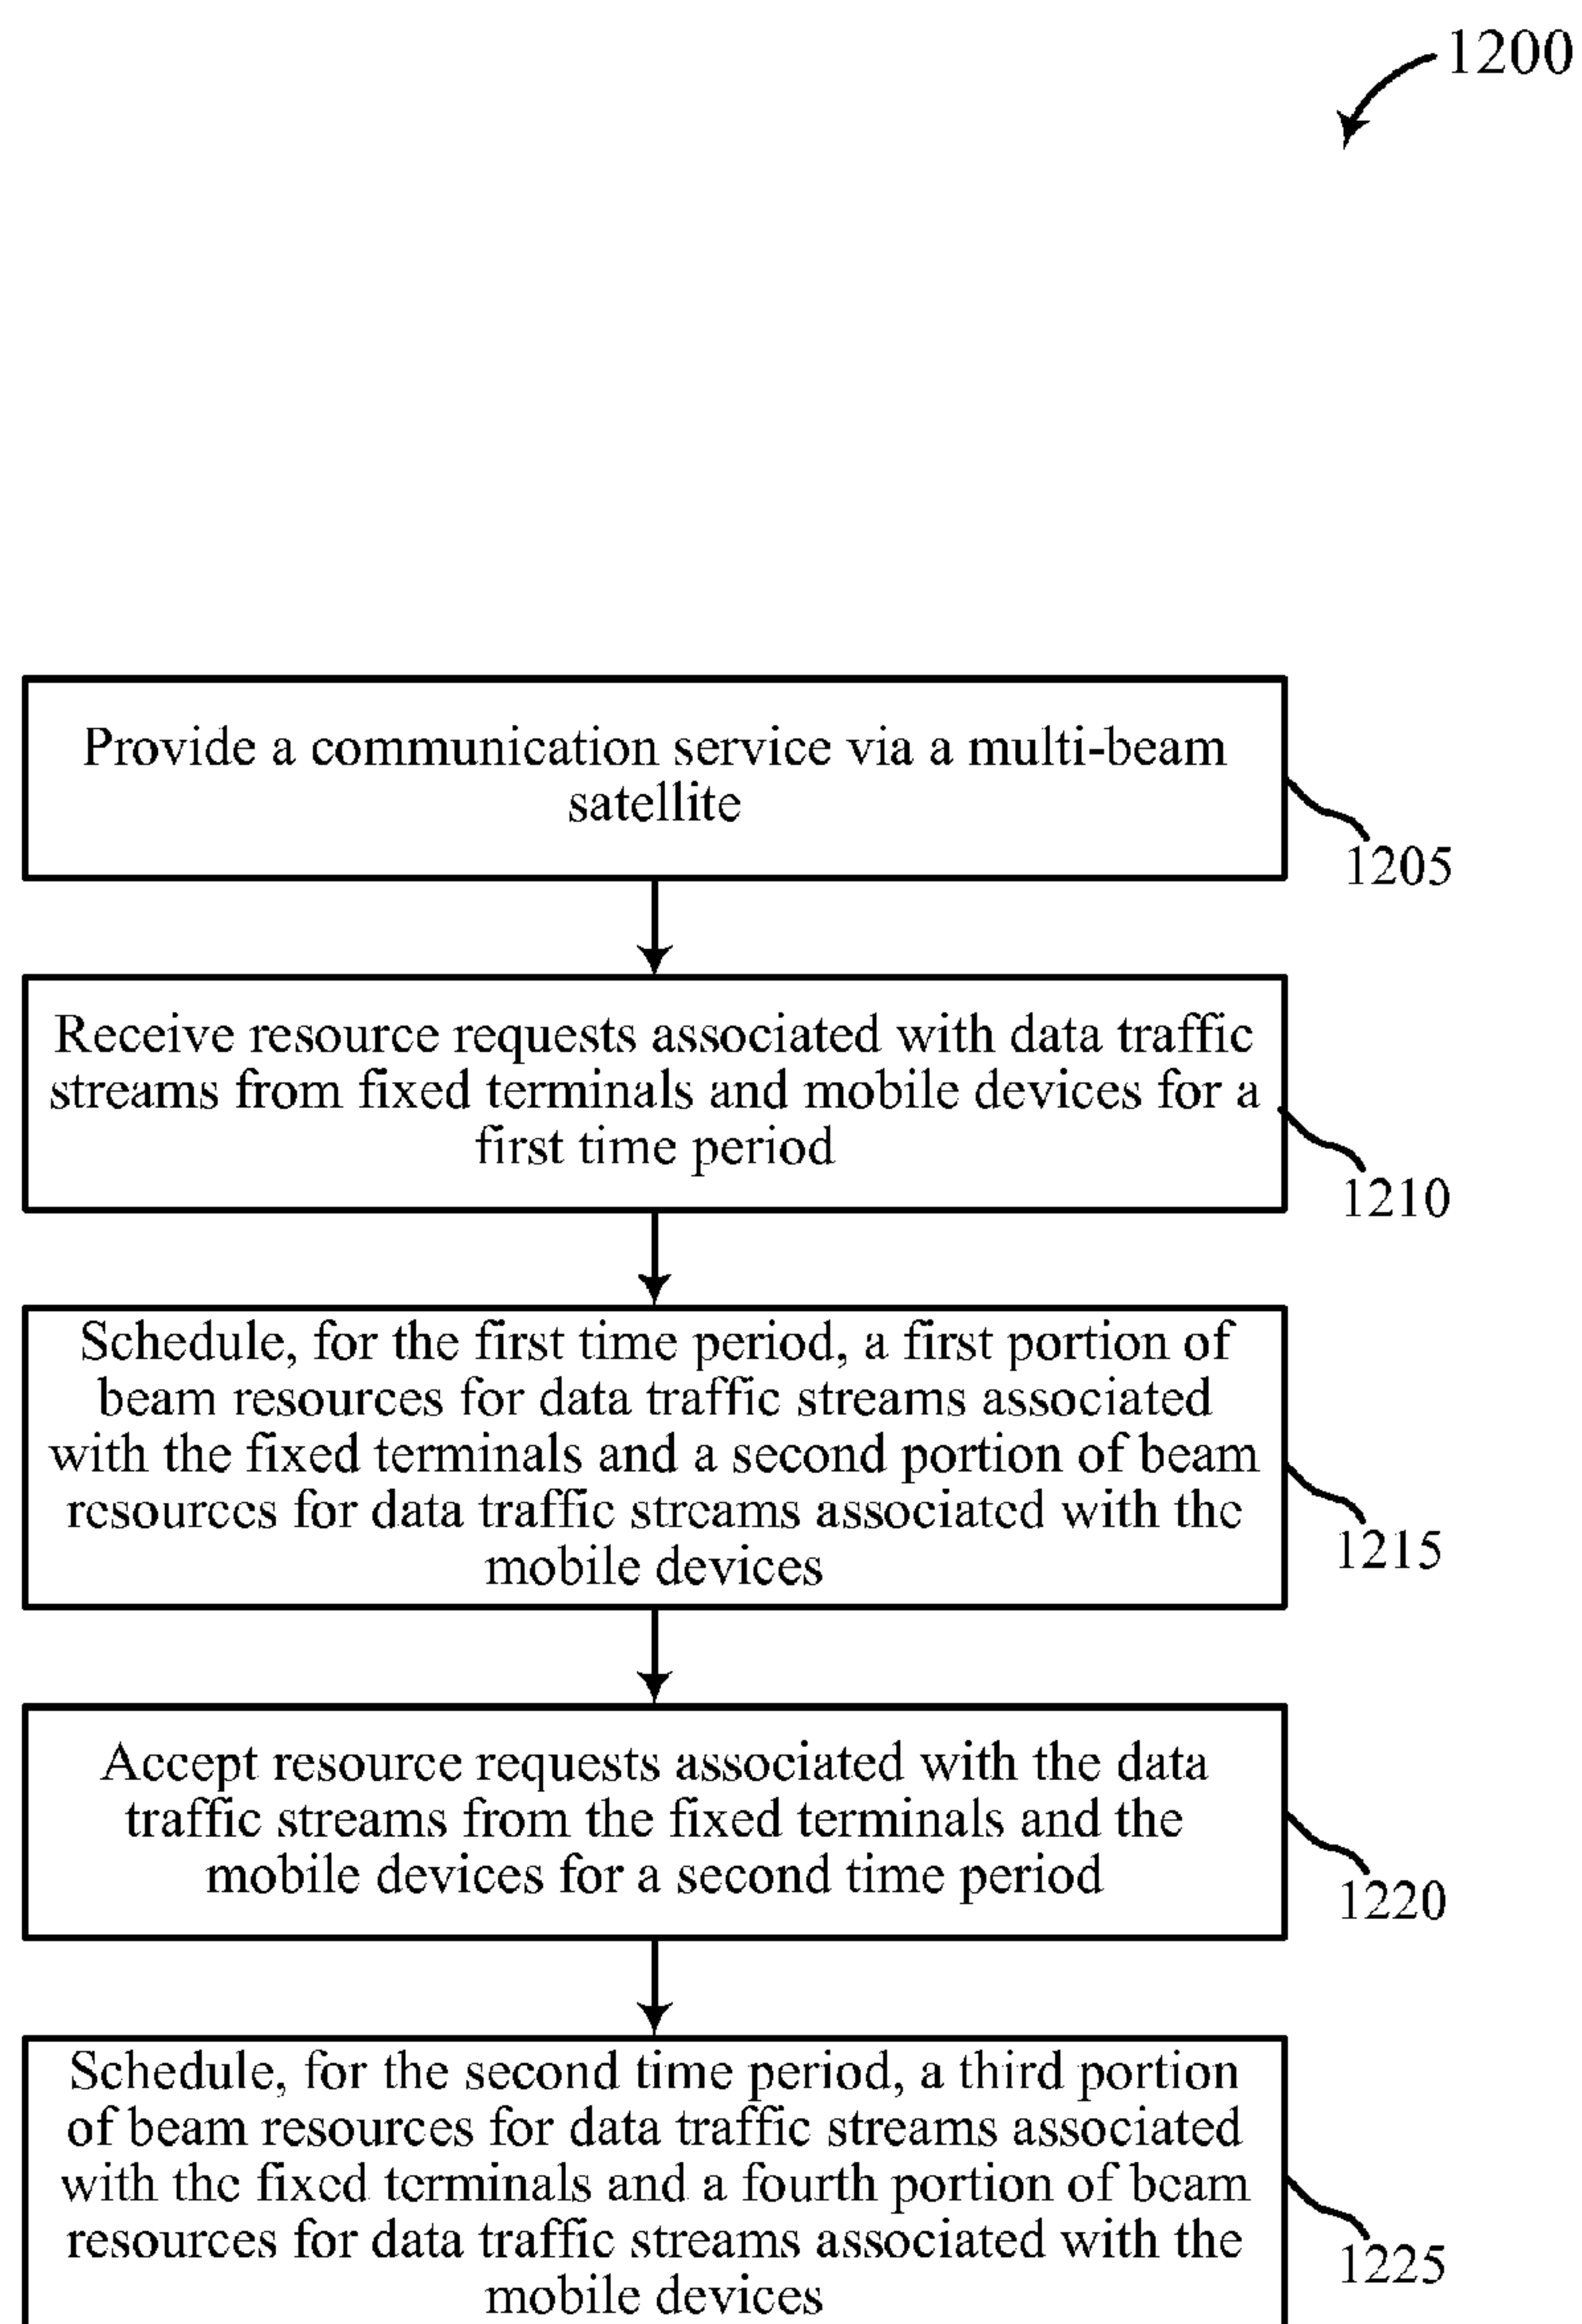 1200
Provide a communication service via a multi-beam
satellite
1205
Receive resource requests associated with data traffic
streams from fixed terminals and mobile devices for a
first time period
1210
Schedule, for the first time period, a first portion of
beam resources for data traffic streams associated
with the fixed terminals and a second portion of beam
resources for data traffic streams associated with the
mobile devices
1215
Accept resource requests associated with the data
traffic streams from the fixed terminals and the
mobile devices for a second time period
1220
Schedule, for the second time period, a third portion
of beam resources for data traffic streams associated
with the fixed terminals and a fourth portion of beam
resources for data traffic streams associated with the
mobile devices
1225